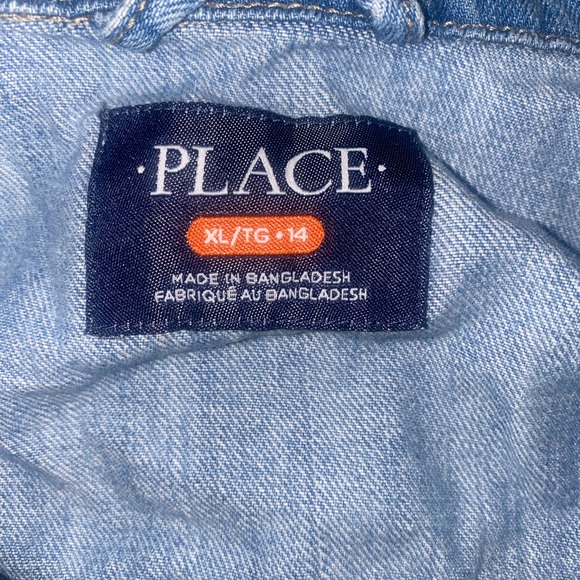 ·PLACE·
XL/TG • 14
MADE IN BANGLADESH
FABRIQUÉ AU BANGLADESH